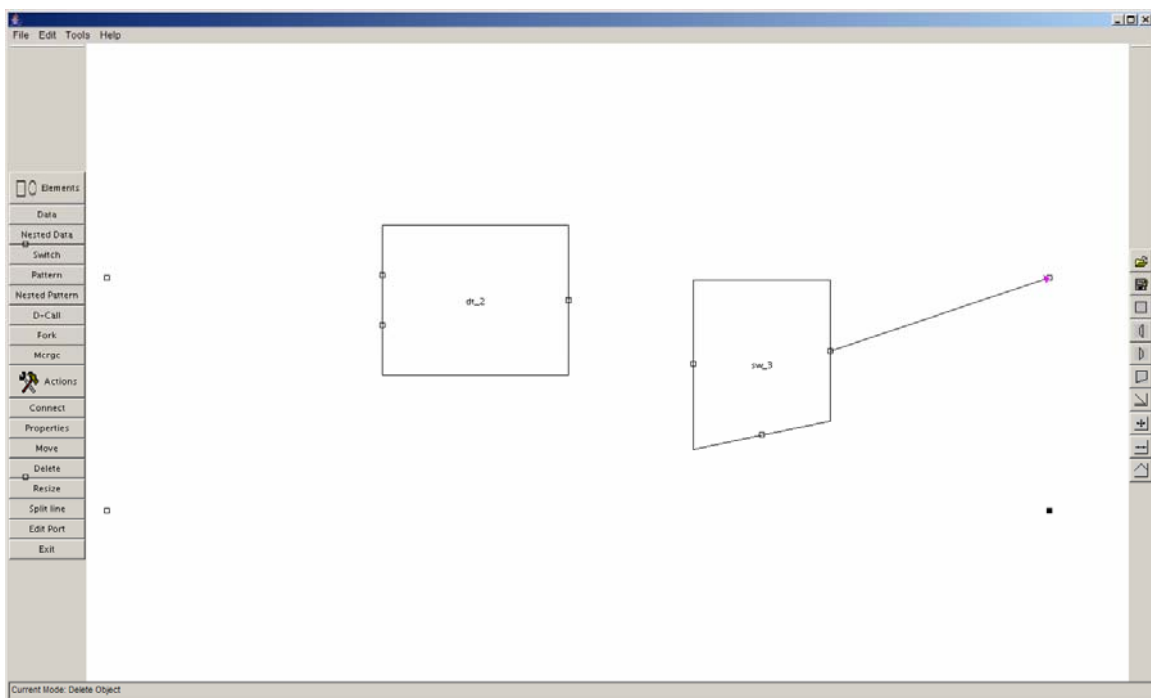 File Edit Tools Help
Elements
Data
Nested Data
Switch
Pattern
Nested Pattern
D-Call
Fork
Merge
Actions
Connect
Properties
Move
Delete
Resize
Split line
Edit Port
Exit
dt_2
sw_3
Current Mode: Delete Object